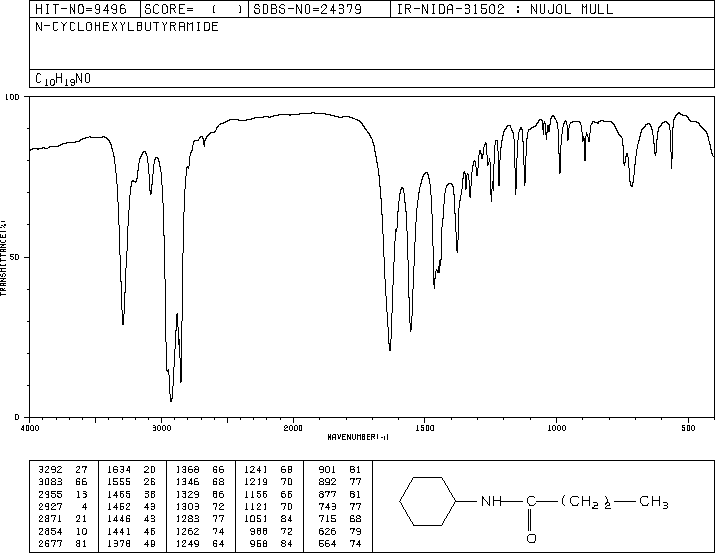 HIT-NO=9496 SCORE= ( ) SDBS-NO=24379 IR-NIDA-31502 : NUJOL MULL
N-CYCLOHEXYLBUTYRAMIDE
C10H19NO
100
50
0
TRANSMITTANCE(%)
4000 3000 2000 1500 1000 500
WAVENUMBER(-1)
3292 27 1634 20 1368 66 1241 68 901 81
3083 66 1555 26 1346 68 1219 70 892 77
2955 13 1465 38 1329 66 1156 66 877 81
2927 4 1462 43 1303 72 1121 70 743 77
2871 21 1446 43 1283 77 1051 84 715 68
2854 10 1441 46 1262 74 988 72 626 79
2677 81 1378 49 1249 64 958 84 564 74
NH C (CH2)2 CH3
O